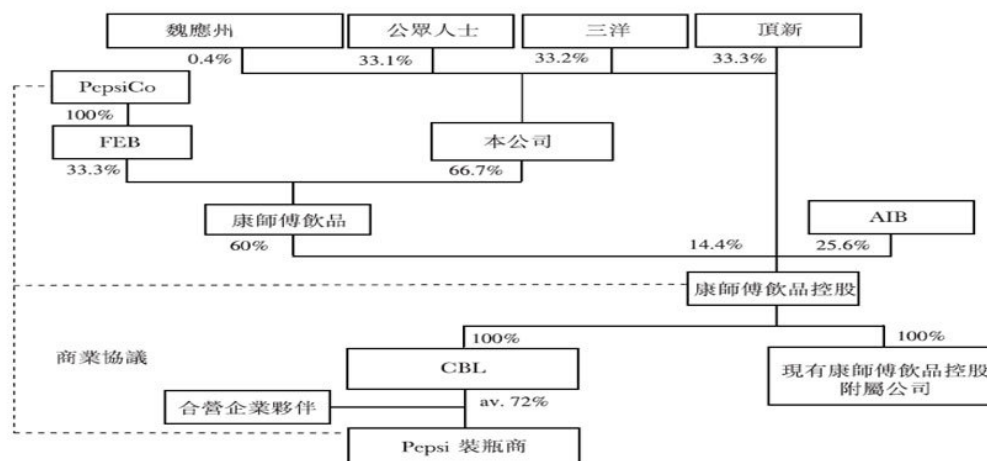 魏應州
公眾人士
三洋
頂新
0.4%
33.1%
33.2%
33.3%
PepsiCo
100%
FEB
本公司
33.3%
66.7%
康師傅飲品
AIB
60%
14.4%
25.6%
康師傅飲品控股
100%
100%
商業協議
CBL
現有康師傅飲品控股
附屬公司
av. 72%
合營企業夥伴
Pepsi 裝瓶商